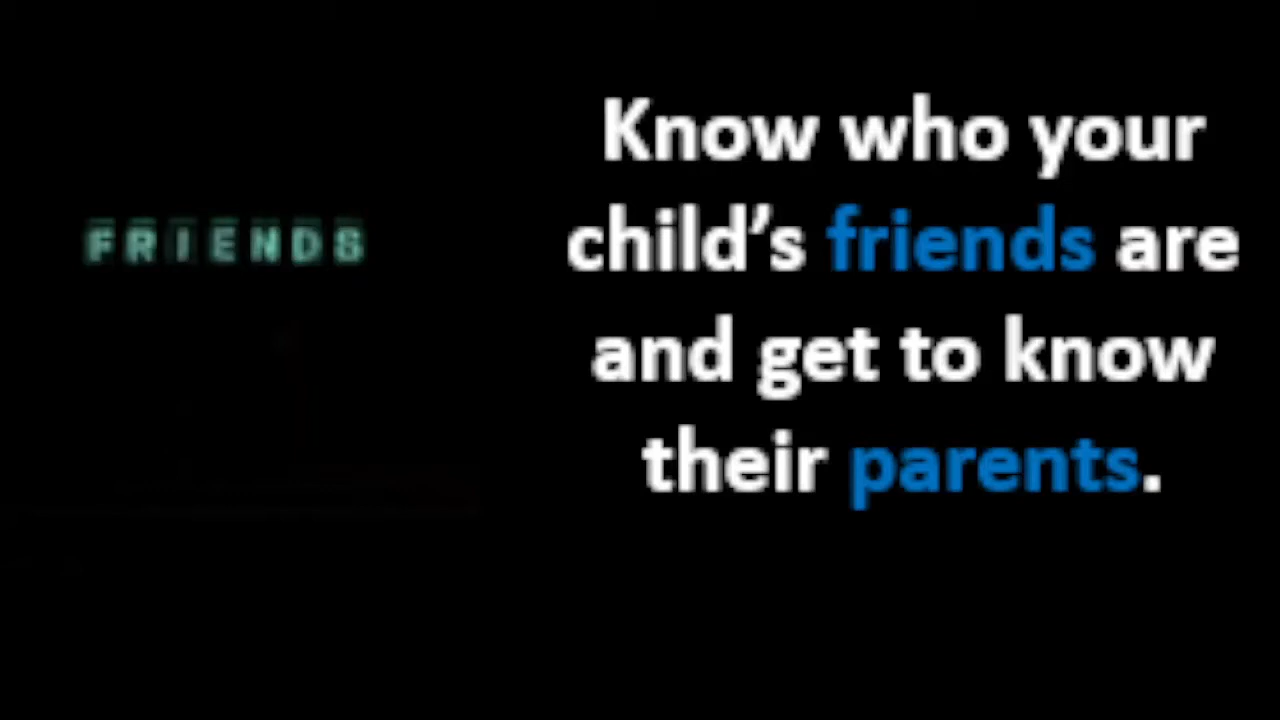 FRIENDS
Know who your
child’s friends are
and get to know
their parents.